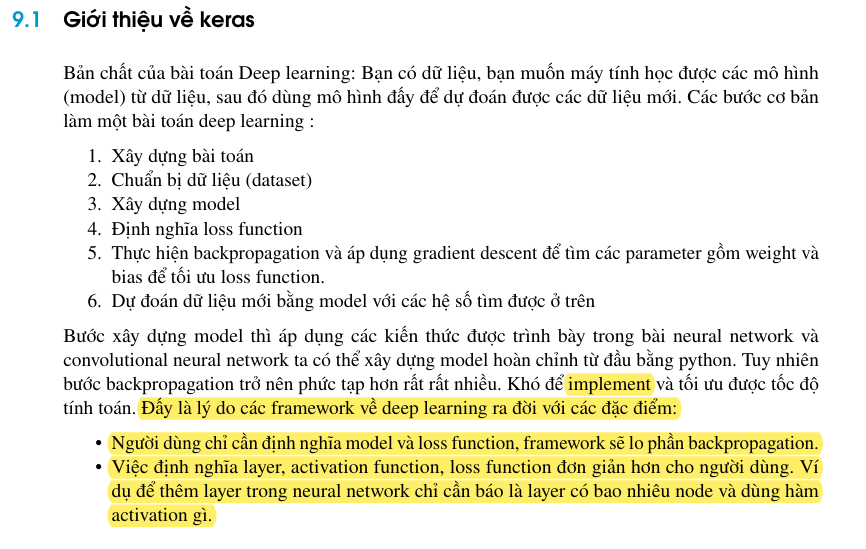 9.1 Giới thiệu về keras
Bản chất của bài toán Deep learning: Bạn có dữ liệu, bạn muốn máy tính học được các mô hình
(model) từ dữ liệu, sau đó dùng mô hình đấy để dự đoán được các dữ liệu mới. Các bước cơ bản
làm một bài toán deep learning :
1. Xây dựng bài toán
2. Chuẩn bị dữ liệu (dataset)
3. Xây dựng model
4. Định nghĩa loss function
5. Thực hiện backpropagation và áp dụng gradient descent để tìm các parameter gồm weight và
bias để tối ưu loss function.
6. Dự đoán dữ liệu mới bằng model với các hệ số tìm được ở trên
Bước xây dựng model thì áp dụng các kiến thức được trình bày trong bài neural network và
convolutional neural network ta có thể xây dựng model hoàn chỉnh từ đầu bằng python. Tuy nhiên
bước backpropagation trở nên phức tạp hơn rất rất nhiều. Khó để implement và tối ưu được tốc độ
tính toán. Đấy là lý do các framework về deep learning ra đời với các đặc điểm:
• Người dùng chỉ cần định nghĩa model và loss function, framework sẽ lo phần backpropagation.
• Việc định nghĩa layer, activation function, loss function đơn giản hơn cho người dùng. Ví
dụ để thêm layer trong neural network chỉ cần báo là layer có bao nhiêu node và dùng hàm
activation gì.